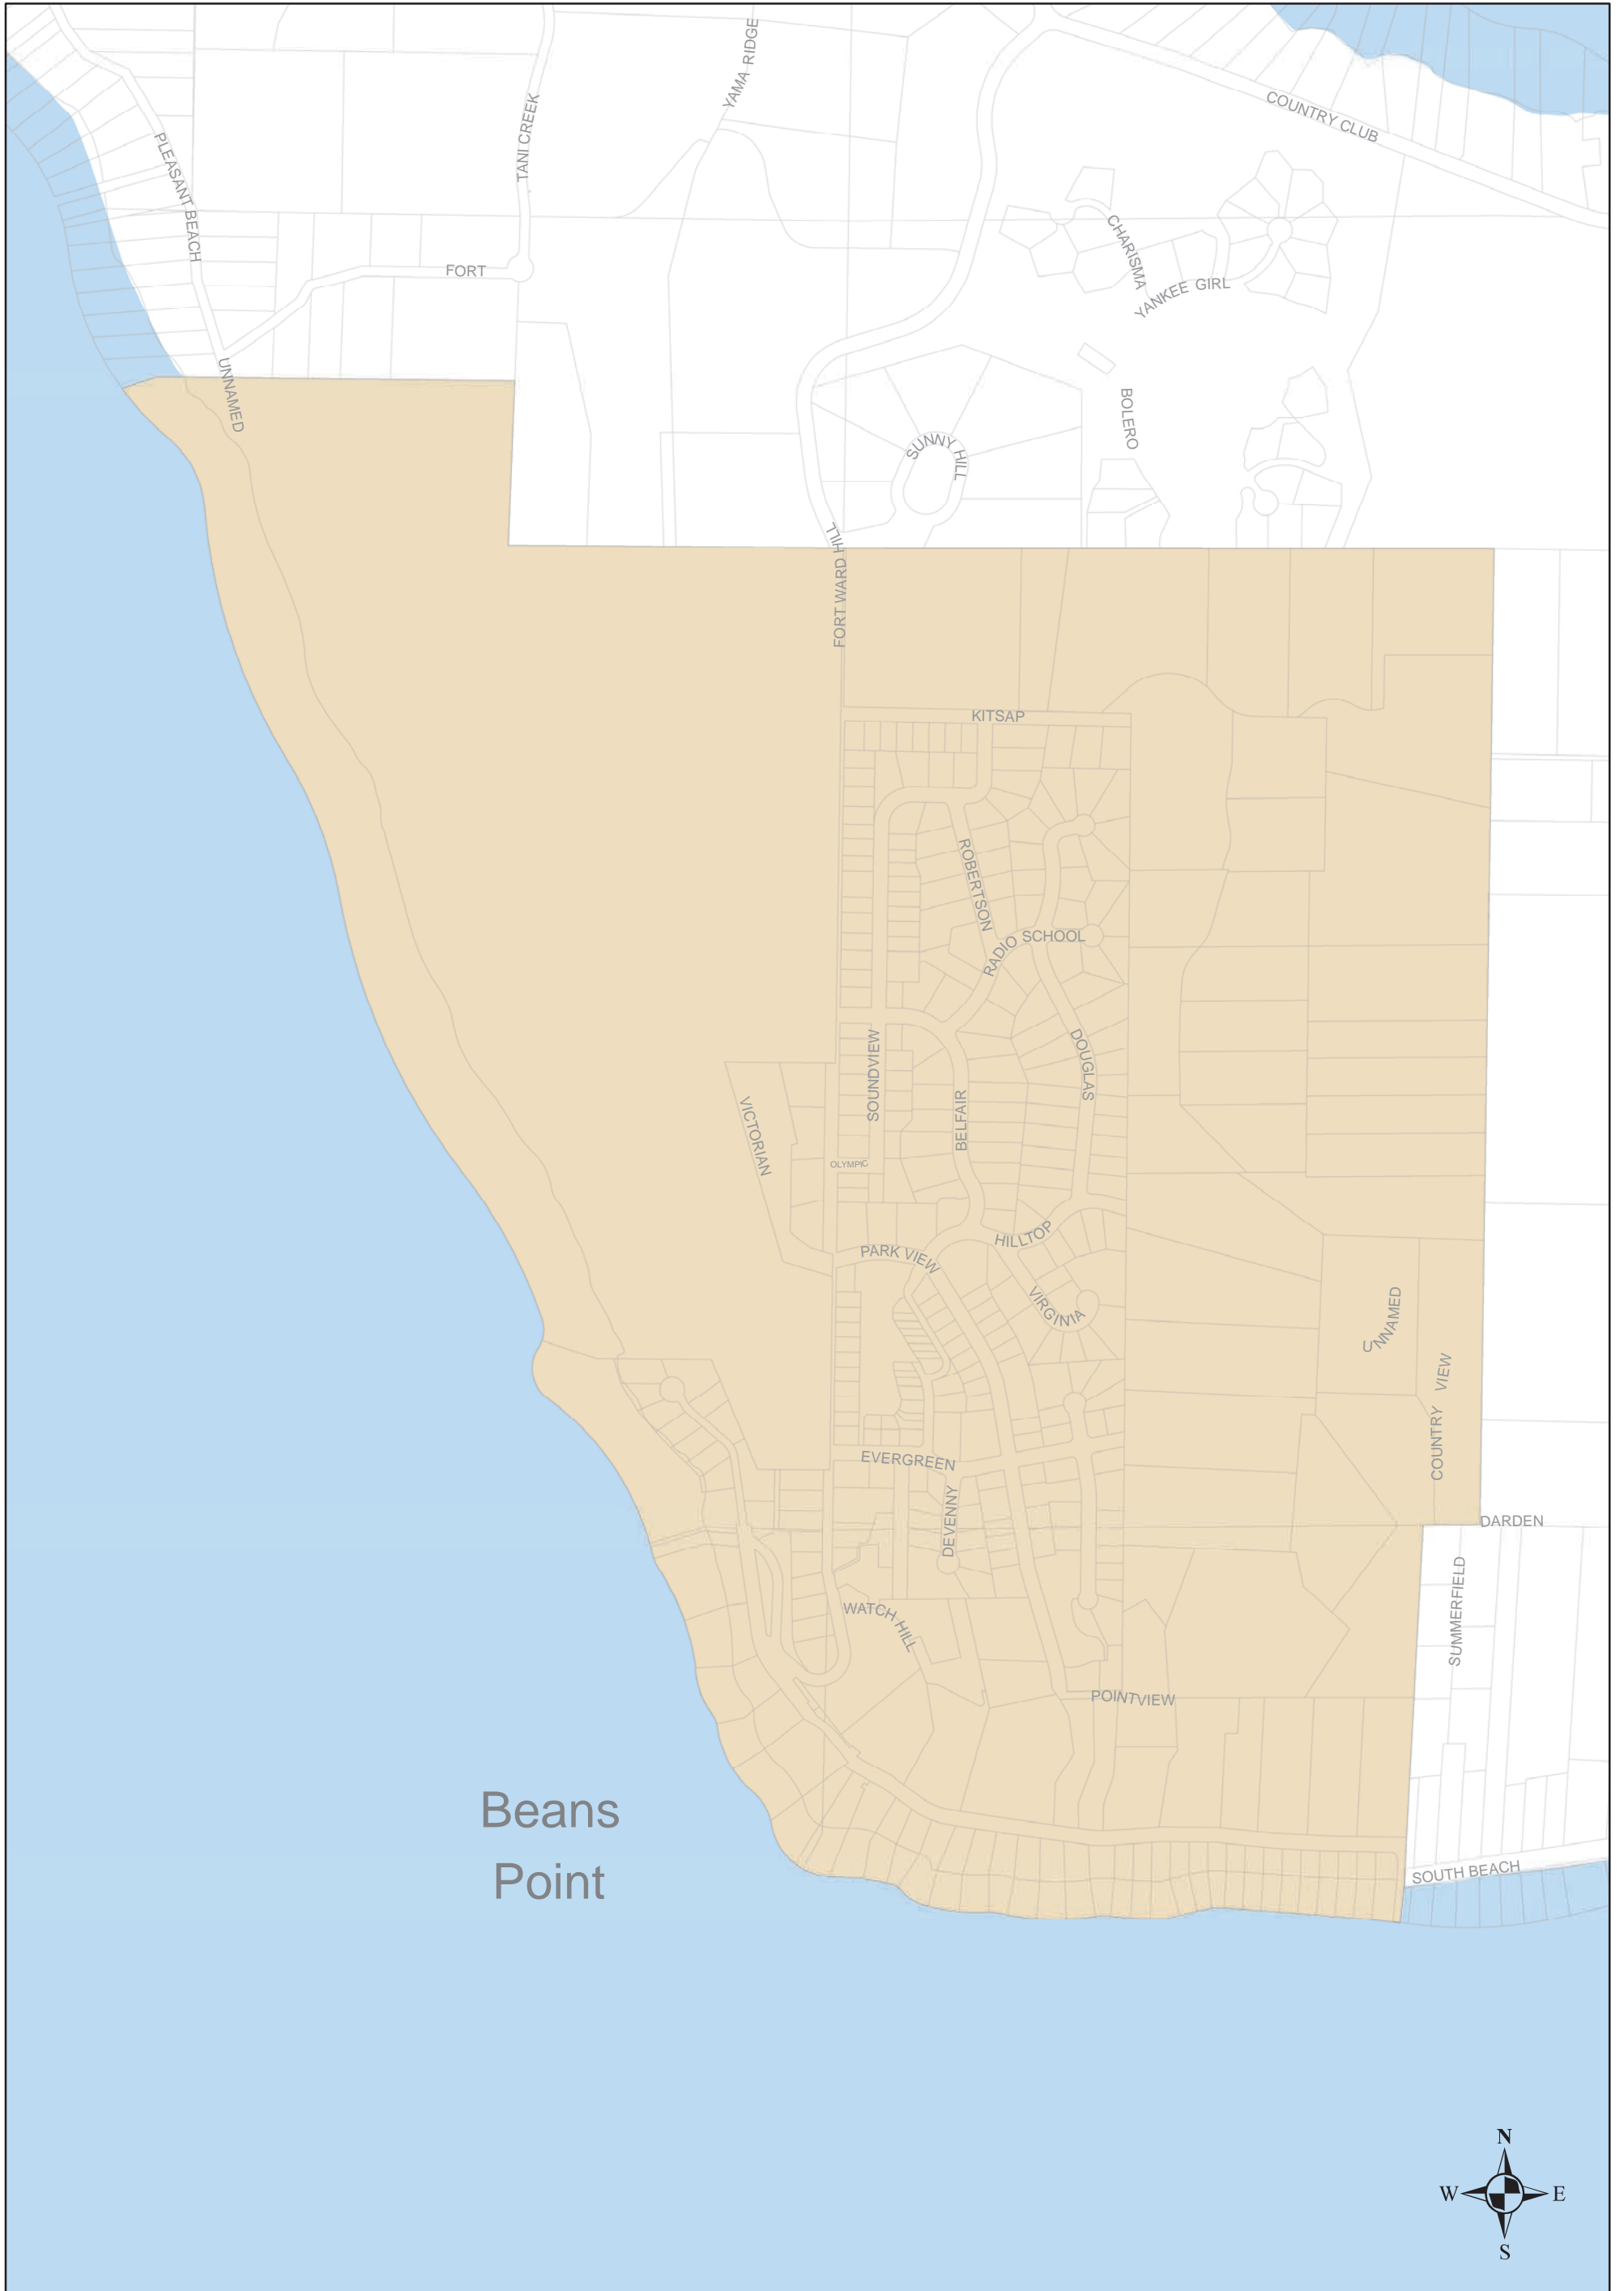 YAMA RIDGE
COUNTRY CLUB
TANI CREEK
PLEASANT BEACH
CHARISMA
FORT
YANKEE GIRL
UNNAMED
BOLERO
SUNNY HILL
FORT WARD HILL
KITSAP
ROBERTSON
RADIO SCHOOL
SOUNDVIEW
DOUGLAS
BELFAIR
VICTORIAN
OLYMPIC
HILLTOP
PARK VIEW
VIRGINIA
UNNAMED
COUNTRY VIEW
EVERGREEN
DEVENNY
DARDEN
SUMMERFIELD
WATCH HILL
POINTVIEW
Beans
Point
SOUTH BEACH
N
W E
S